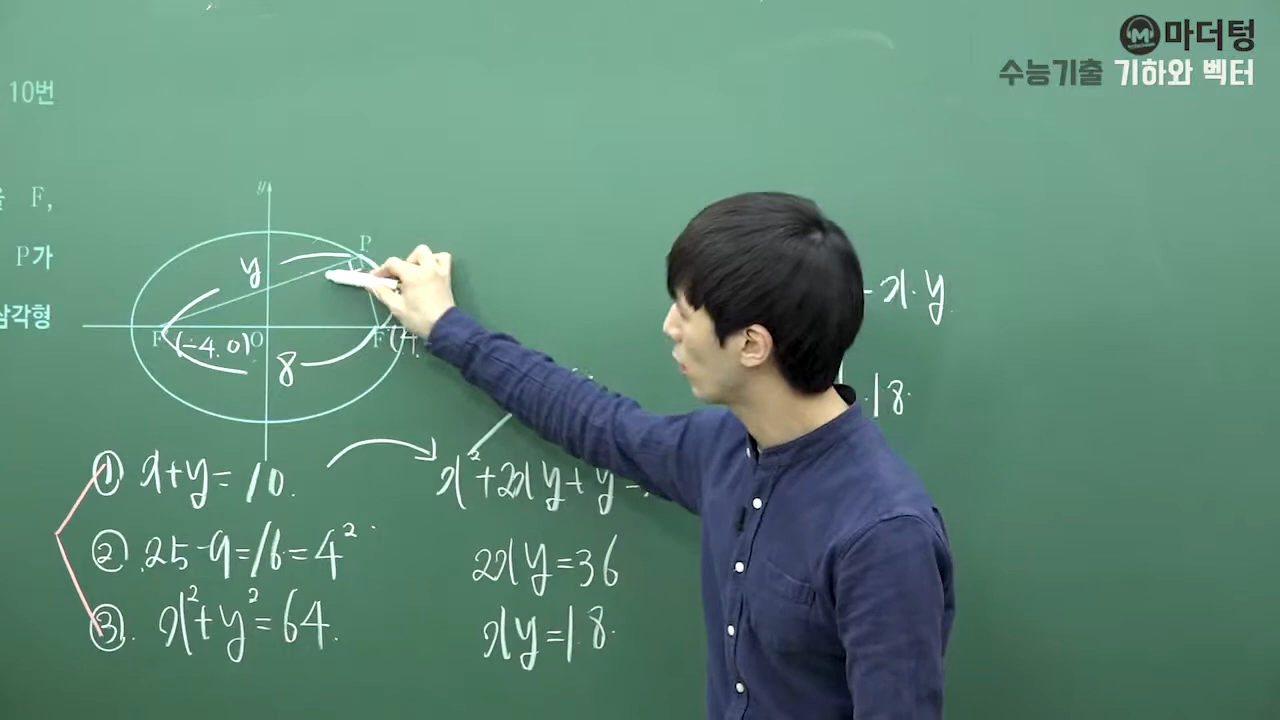 마더텅
수능기출 기하와 벡터
10번
F,
P가
삼각형
y
P
y
F (-4.0) O F (4.
8
x·y
18
① x+y=10.
② 25-9=16=4²
③. x²+y²=64.
x²+2xy+y
2xy=36
xy=18.